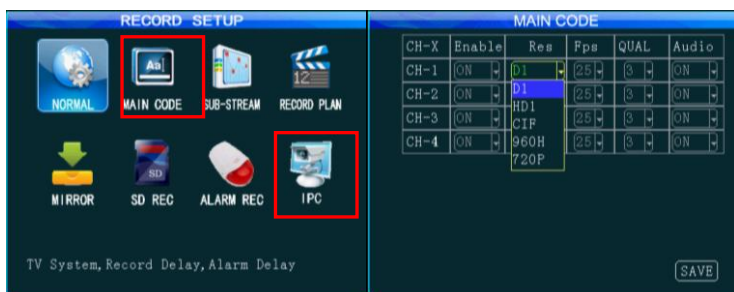 RECORD SETUP
Aa
12
NORMAL MAIN CODE SUB-STREAM RECORD PLAN
SD
MIRROR SD REC ALARM REC IPC
TV System, Record Delay, Alarm Delay
MAIN CODE
CH-X Enable Res Fps QUAL Audio
CH-1 ON D1 25 3 ON
CH-2 ON D1 25 3 ON
HD1
CH-3 ON CIF 25 3 ON
CH-4 ON 960H 25 3 ON
720P
SAVE